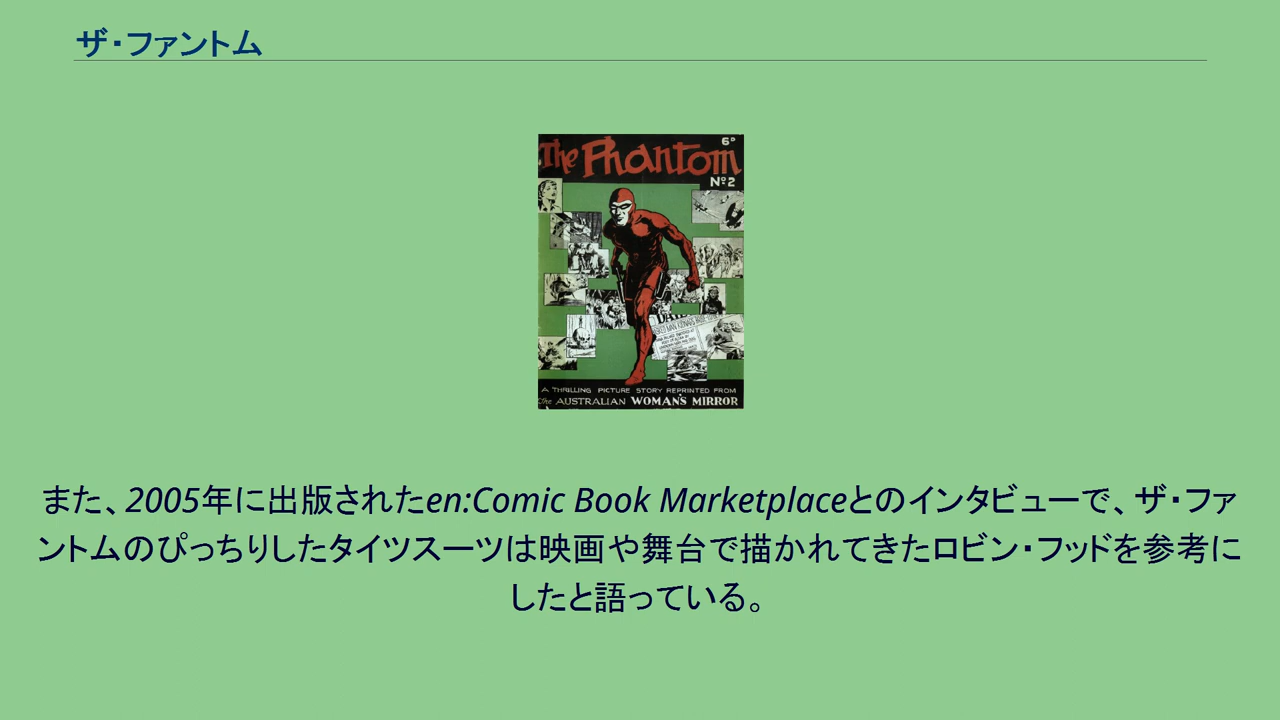 ザ・ファントム
The Phantom
6D
Nº2
A THRILLING PICTURE STORY REPRINTED FROM
The AUSTRALIAN WOMAN'S MIRROR
また、2005年に出版されたen:Comic Book Marketplaceとのインタビューで、ザ・ファ
ントムのぴっちりしたタイツスーツは映画や舞台で描かれてきたロビン・フッドを参考に
したと語っている。